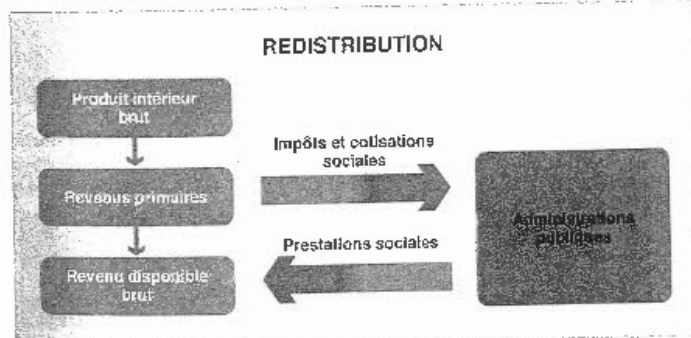 REDISTRIBUTION
Produit intérieur
brut
Impôts et cotisations
sociales
Revenus primaires
Administrations
publiques
Prestations sociales
Revenu disponible
brut